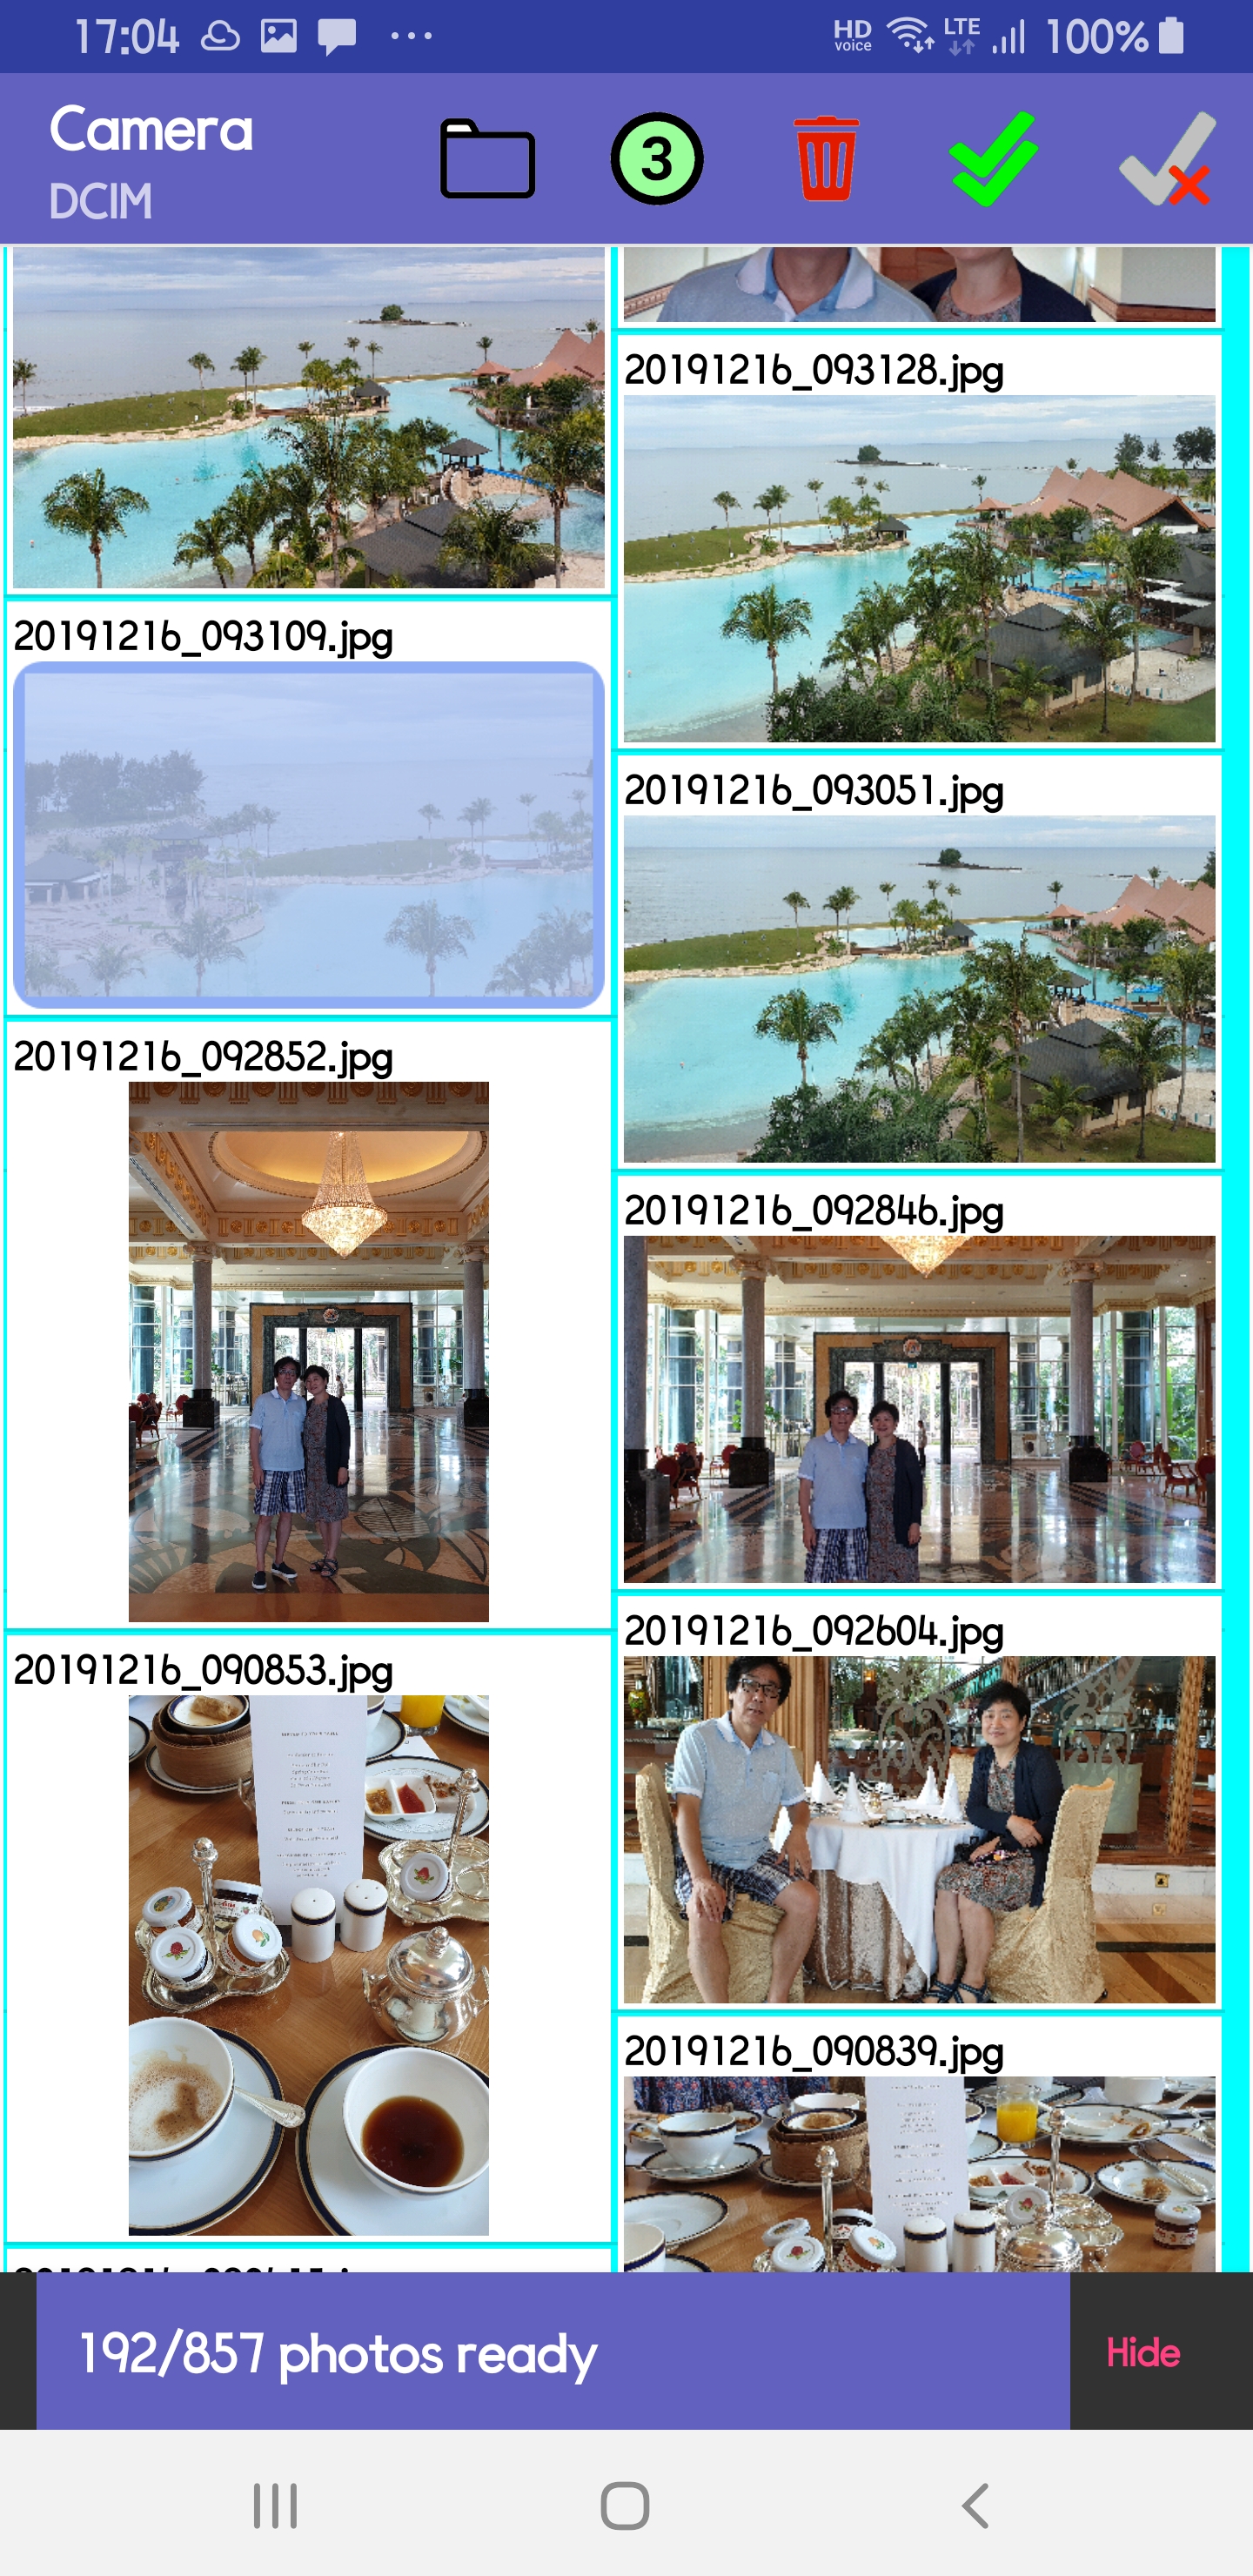 17:04
HD voice
LTE
100%
Camera
DCIM
3
20191216_093109.jpg
20191216_092852.jpg
20191216_090853.jpg
20191216_093128.jpg
20191216_093051.jpg
20191216_092846.jpg
20191216_092604.jpg
20191216_090839.jpg
192/857 photos ready
Hide